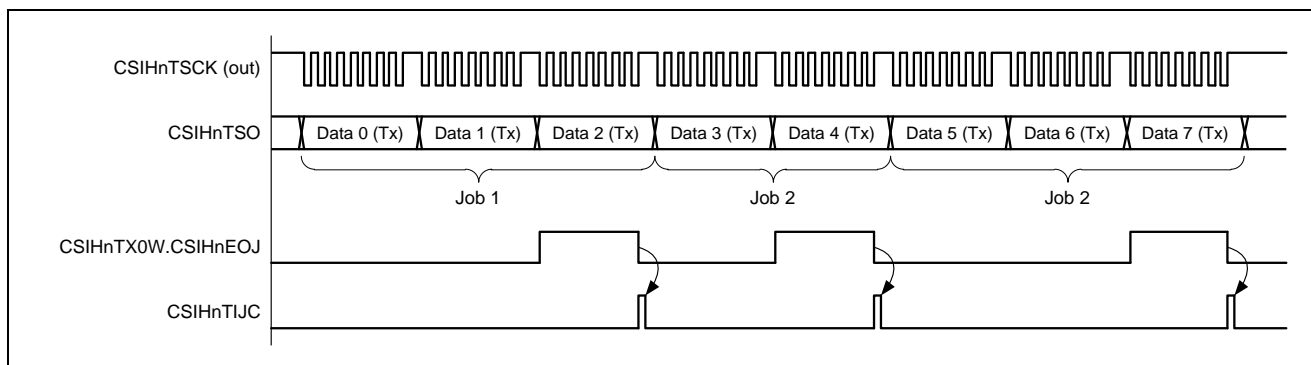 CSIHnTSCK (out)
CSIHnTSO
Data 0 (Tx)
Data 1 (Tx)
Data 2 (Tx)
Data 3 (Tx)
Data 4 (Tx)
Data 5 (Tx)
Data 6 (Tx)
Data 7 (Tx)
Job 1
Job 2
Job 2
CSIHnTX0W.CSIHnEOJ
CSIHnTIJC